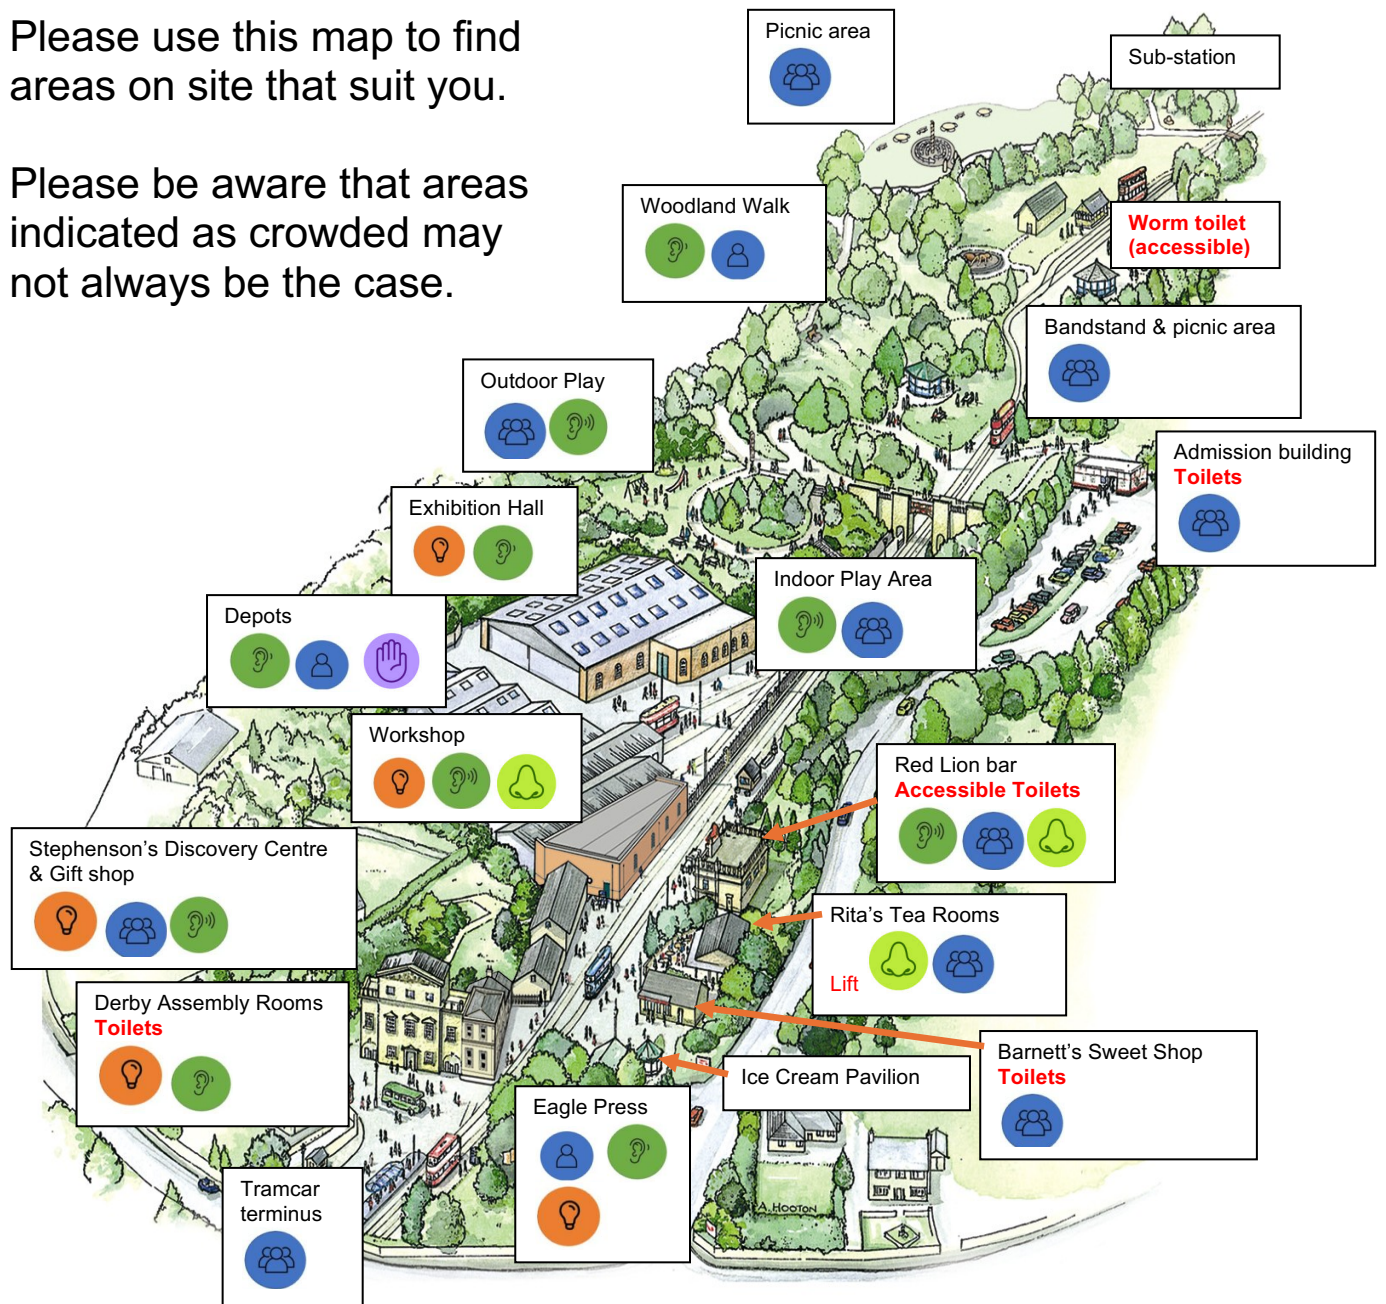 Please use this map to find
areas on site that suit you.
Please be aware that areas
indicated as crowded may
not always be the case.
Picnic area
Sub-station
Woodland Walk
Worm toilet
(accessible)
Bandstand & picnic area
Outdoor Play
Admission building
Toilets
Exhibition Hall
Indoor Play Area
Depots
Workshop
Red Lion bar
Accessible Toilets
Stephenson’s Discovery Centre
& Gift shop
Rita’s Tea Rooms
Lift
Derby Assembly Rooms
Toilets
Barnett’s Sweet Shop
Toilets
Ice Cream Pavilion
Eagle Press
Tramcar
terminus
A. HOOTON